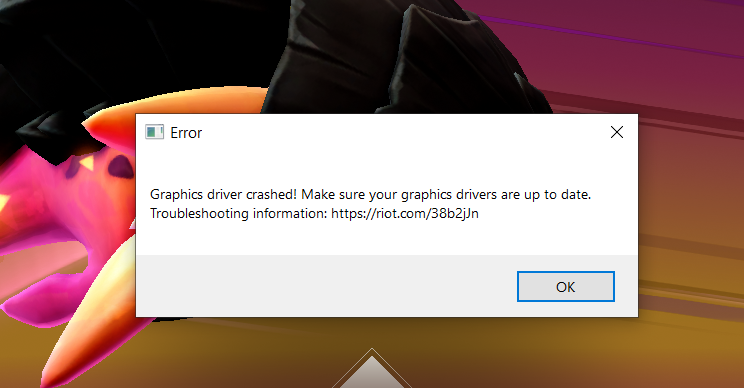 Error
Graphics driver crashed! Make sure your graphics drivers are up to date.
Troubleshooting information: https://riot.com/38b2jJn
OK